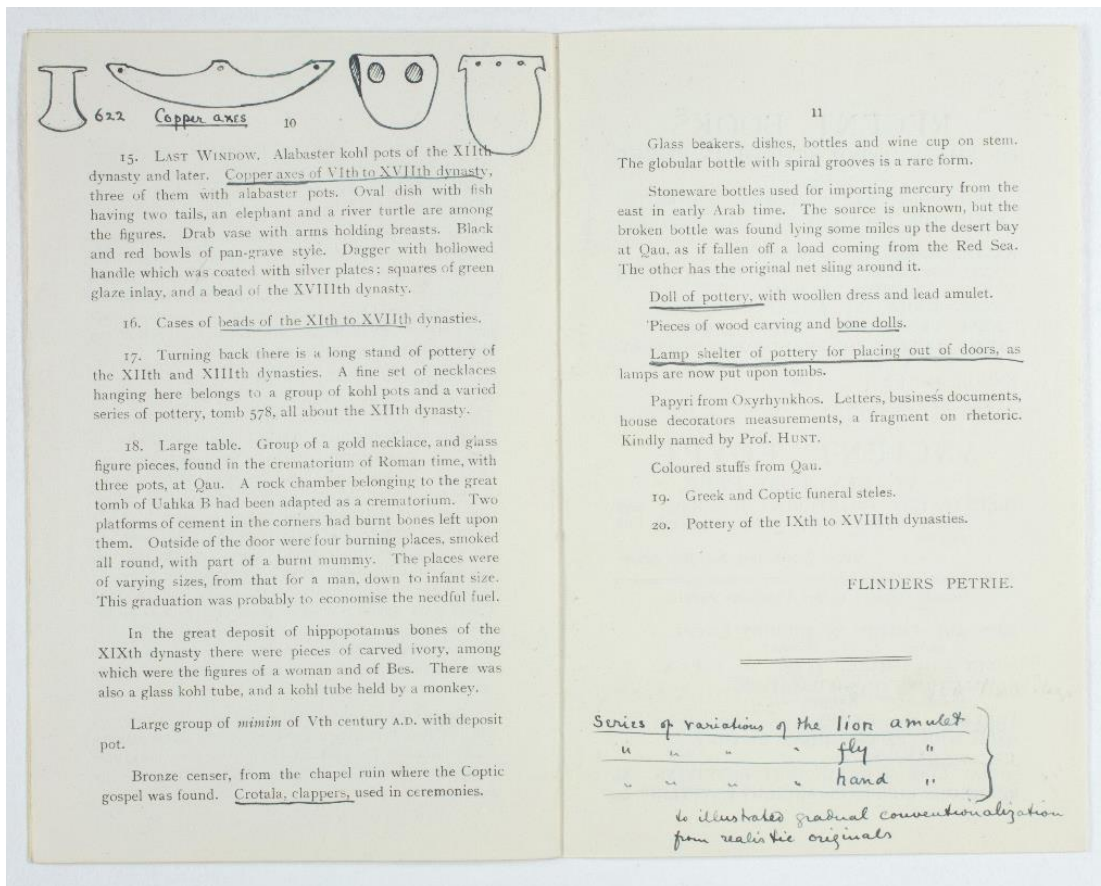 622 Copper axes
10
15. LAST WINDOW. Alabaster kohl pots of the XIIth
dynasty and later. Copper axes of VIth to XVIIth dynasty,
three of them with alabaster pots. Oval dish with fish
having two tails, an elephant and a river turtle are among
the figures. Drab vase with arms holding breasts. Black
and red bowls of pan-grave style. Dagger with hollowed
handle which was coated with silver plates: squares of green
glaze inlay, and a bead of the XVIIIth dynasty.
16. Cases of beads of the XIth to XVIIth dynasties.
17. Turning back there is a long stand of pottery of
the XIIth and XIIIth dynasties. A fine set of necklaces
hanging here belongs to a group of kohl pots and a varied
series of pottery, tomb 578, all about the XIIth dynasty.
18. Large table. Group of a gold necklace, and glass
figure pieces, found in the crematorium of Roman time, with
three pots, at Qau. A rock chamber belonging to the great
tomb of Uahka B had been adapted as a crematorium. Two
platforms of cement in the corners had burnt bones left upon
them. Outside of the door were four burning places, smoked
all round, with part of a burnt mummy. The places were
of varying sizes, from that for a man, down to infant size.
This graduation was probably to economise the needful fuel.
In the great deposit of hippopotamus bones of the
XIXth dynasty there were pieces of carved ivory, among
which were the figures of a woman and of Bes. There was
also a glass kohl tube, and a kohl tube held by a monkey.
Large group of mimim of Vth century A.D. with deposit
pot.
Bronze censer, from the chapel ruin where the Coptic
gospel was found. Crotala, clappers, used in ceremonies.
11
Glass beakers, dishes, bottles and wine cup on stem.
The globular bottle with spiral grooves is a rare form.
Stoneware bottles used for importing mercury from the
east in early Arab time. The source is unknown, but the
broken bottle was found lying some miles up the desert bay
at Qau, as if fallen off a load coming from the Red Sea.
The other has the original net sling around it.
Doll of pottery, with woollen dress and lead amulet.
Pieces of wood carving and bone dolls.
Lamp shelter of pottery for placing out of doors, as
lamps are now put upon tombs.
Papyri from Oxyrhynkhos. Letters, business documents,
house decorators measurements, a fragment on rhetoric.
Kindly named by Prof. HUNT.
Coloured stuffs from Qau.
19. Greek and Coptic funeral steles.
20. Pottery of the IXth to XVIIIth dynasties.
FLINDERS PETRIE.
Series of variations of the lion amulet
" " " " fly "
" " " " hand "
to illustrated gradual conventionalization
from realistic originals